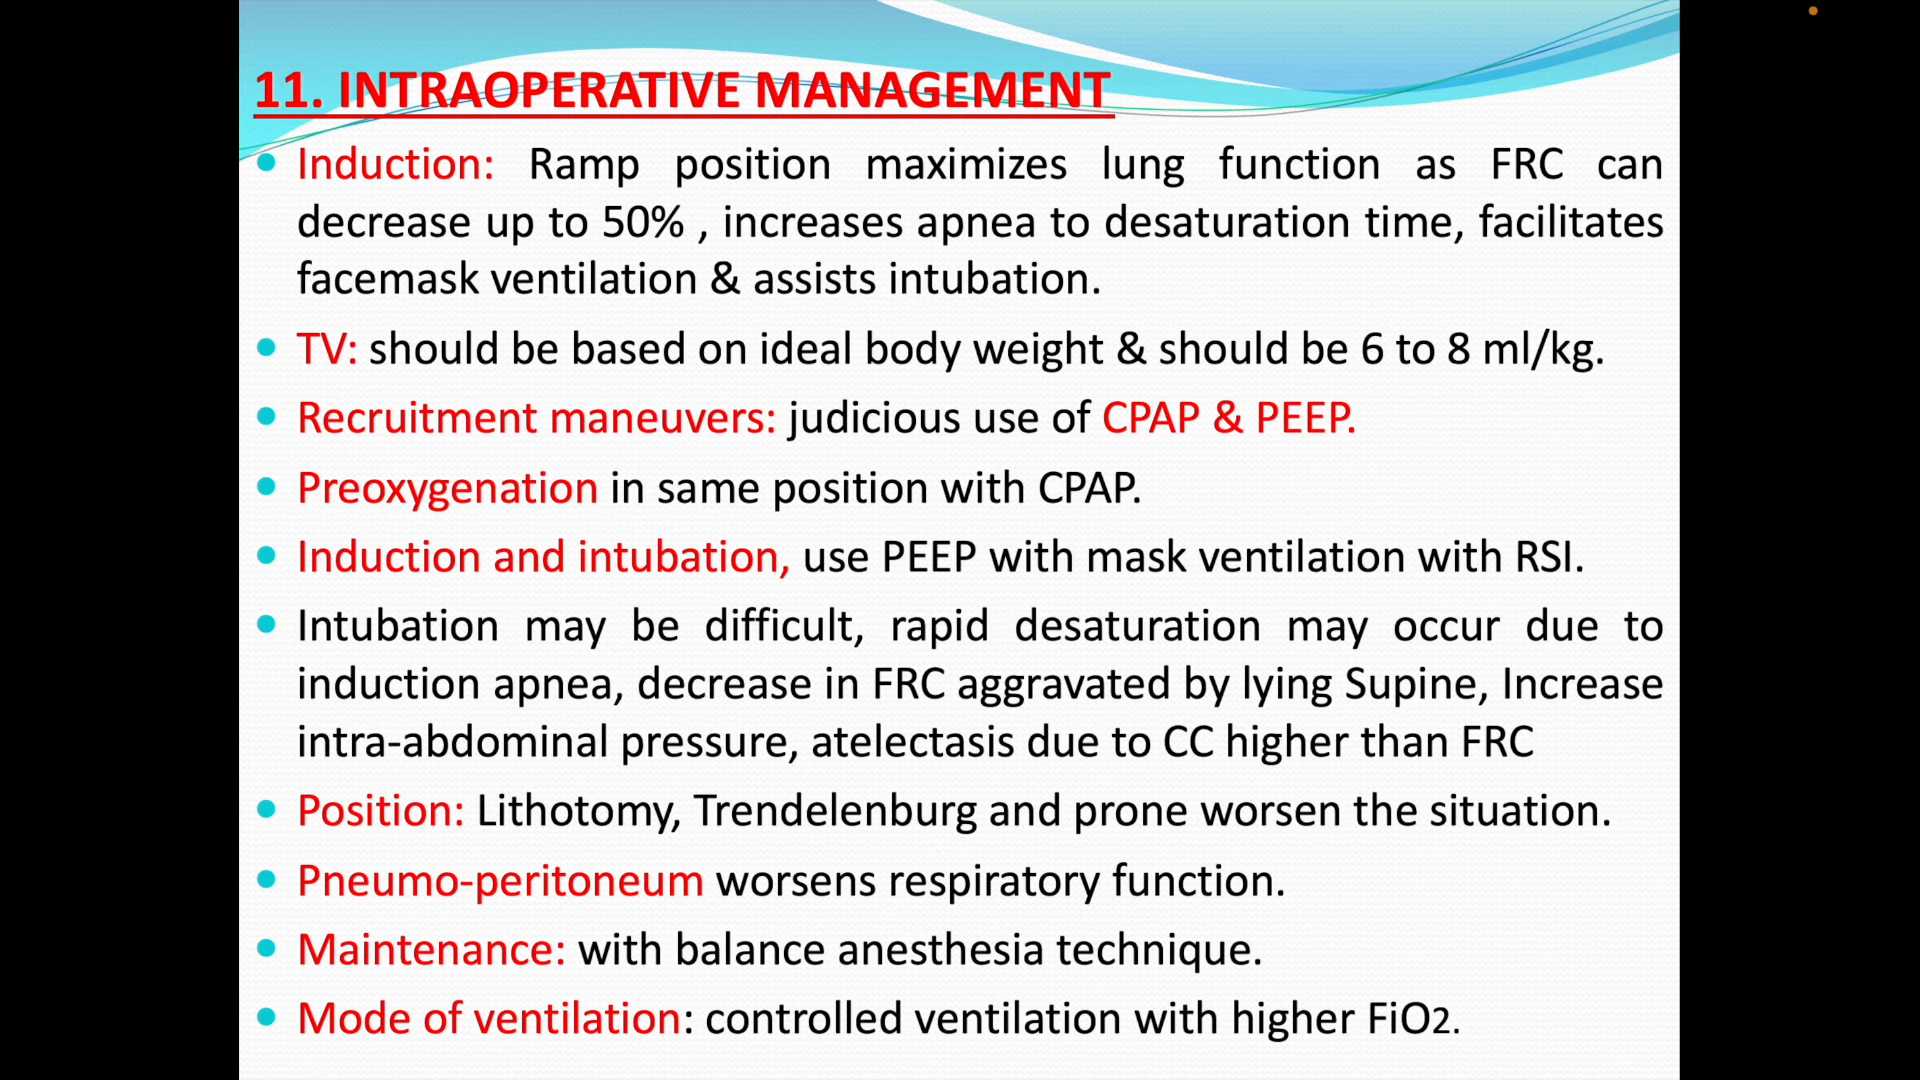 11. INTRAOPERATIVE MANAGEMENT
Induction: Ramp position maximizes lung function as FRC can
decrease up to 50% , increases apnea to desaturation time, facilitates
facemask ventilation & assists intubation.
TV: should be based on ideal body weight & should be 6 to 8 ml/kg.
Recruitment maneuvers: judicious use of CPAP & PEEP.
Preoxygenation in same position with CPAP.
Induction and intubation, use PEEP with mask ventilation with RSI.
Intubation may be difficult, rapid desaturation may occur due to
induction apnea, decrease in FRC aggravated by lying Supine, Increase
intra-abdominal pressure, atelectasis due to CC higher than FRC
Position: Lithotomy, Trendelenburg and prone worsen the situation.
Pneumo-peritoneum worsens respiratory function.
Maintenance: with balance anesthesia technique.
Mode of ventilation: controlled ventilation with higher FiO2.